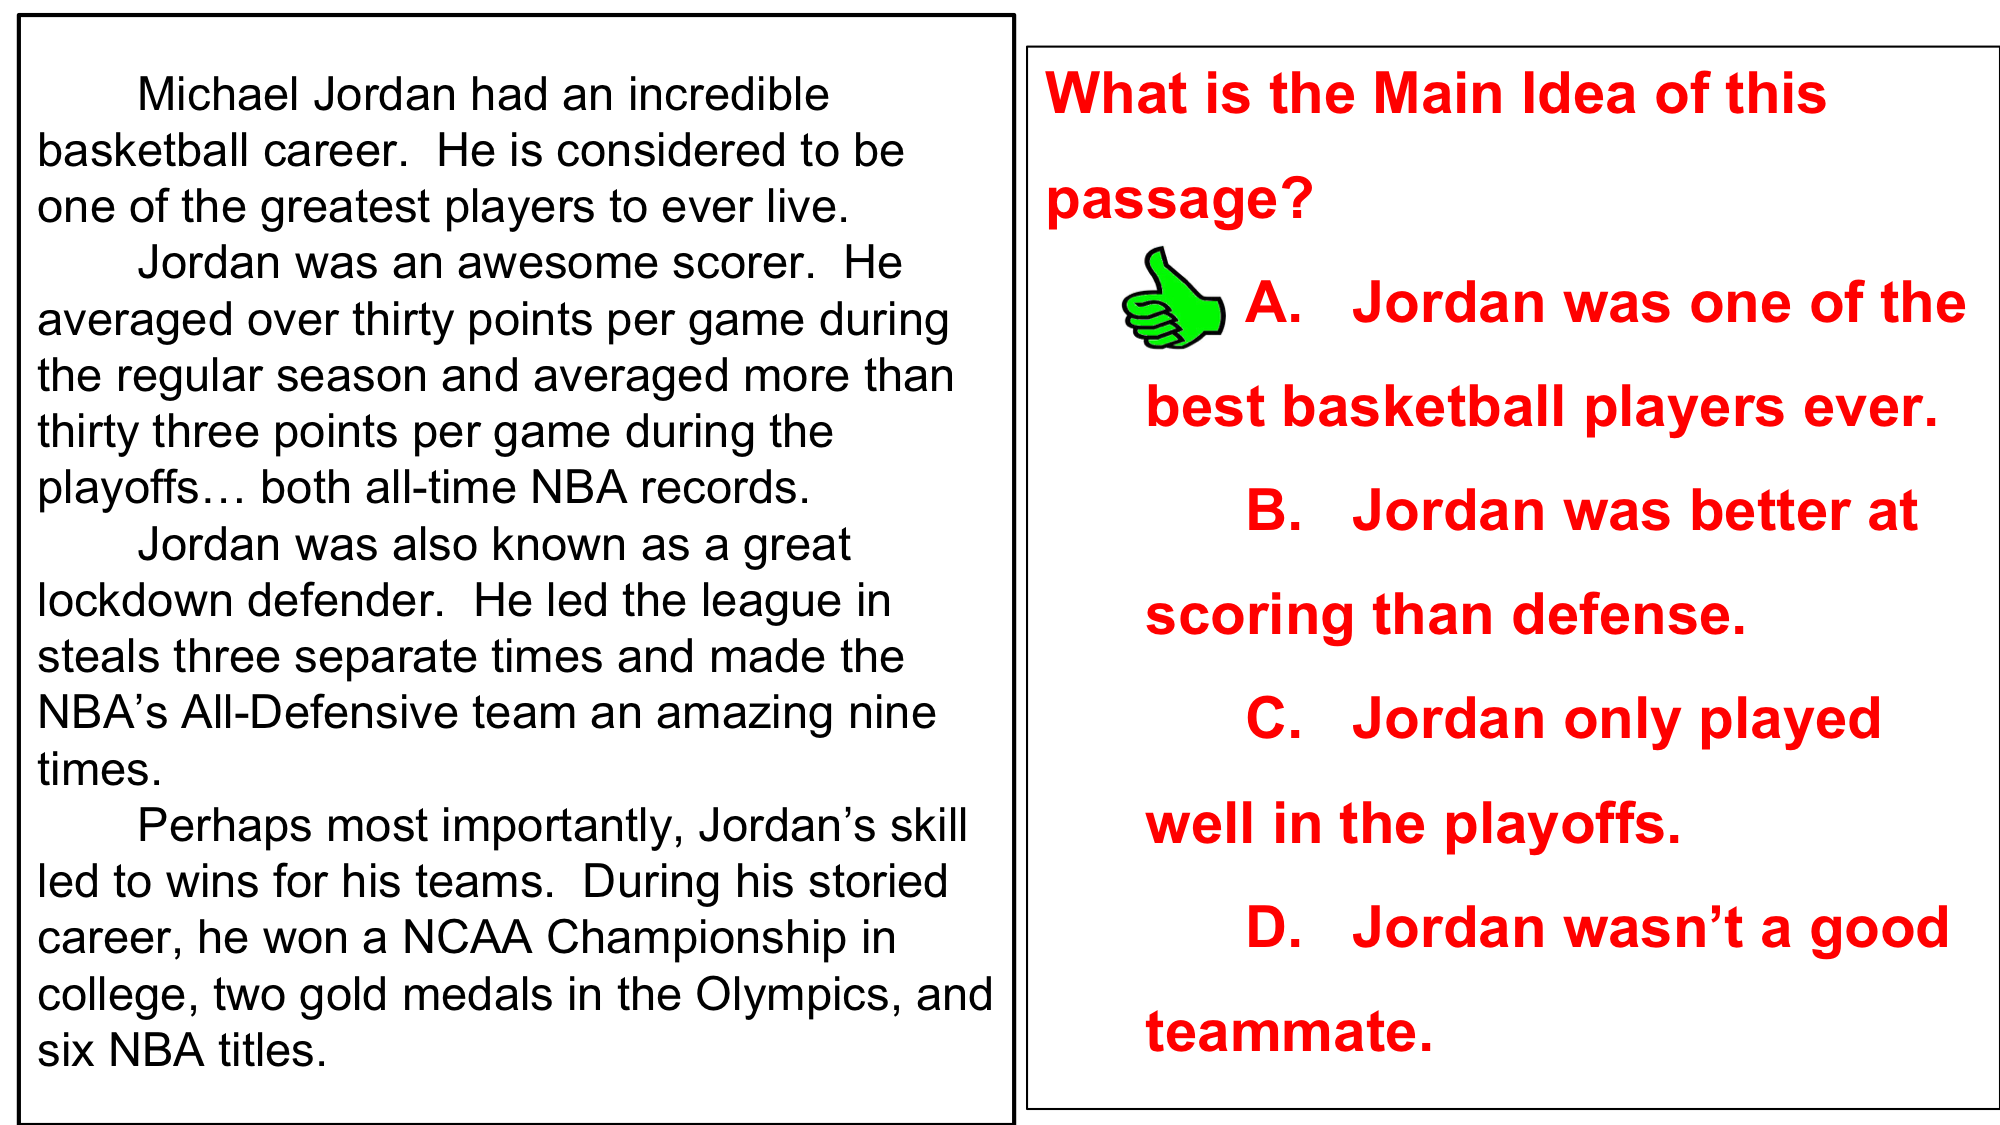 Michael Jordan had an incredible
basketball career.  He is considered to be
one of the greatest players to ever live.
Jordan was an awesome scorer.  He
averaged over thirty points per game during
the regular season and averaged more than
thirty three points per game during the
playoffs… both all-time NBA records.
Jordan was also known as a great
lockdown defender.  He led the league in
steals three separate times and made the
NBA’s All-Defensive team an amazing nine
times.
Perhaps most importantly, Jordan’s skill
led to wins for his teams.  During his storied
career, he won a NCAA Championship in
college, two gold medals in the Olympics, and
six NBA titles.
What is the Main Idea of this
passage?
A.   Jordan was one of the
best basketball players ever.
B.   Jordan was better at
scoring than defense.
C.   Jordan only played
well in the playoffs.
D.   Jordan wasn’t a good
teammate.